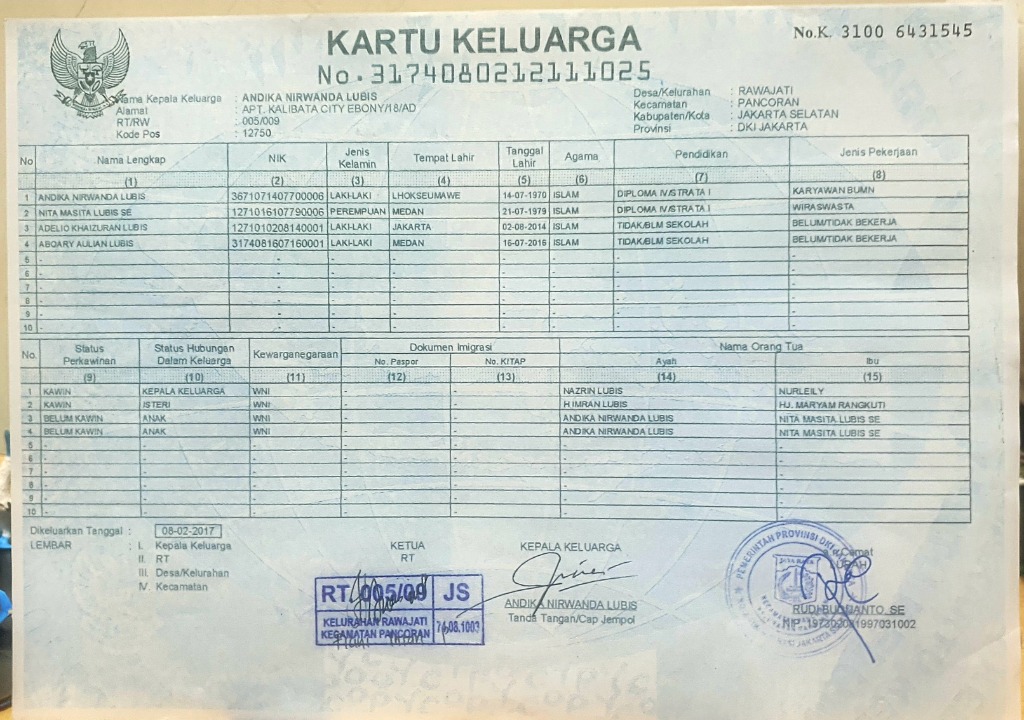 KARTU KELUARGA
No. 3174080212111025
No.K. 3100 6431545
Nama Kepala Keluarga : ANDIKA NIRWANDA LUBIS
Alamat : APT. KALIBATA CITY EBONY/18/AD
RT/RW : 005/009
Kode Pos : 12750
Desa/Kelurahan : RAWAJATI
Kecamatan : PANCORAN
Kabupaten/Kota : JAKARTA SELATAN
Provinsi : DKI JAKARTA
No Nama Lengkap NIK Jenis Kelamin Tempat Lahir Tanggal Lahir Agama Pendidikan Jenis Pekerjaan
(1) (2) (3) (4) (5) (6) (7) (8)
1 ANDIKA NIRWANDA LUBIS 3671071407700006 LAKI-LAKI LHOKSEUMAWE 14-07-1970 ISLAM DIPLOMA IV/STRATA I KARYAWAN BUMN
2 NITA MASITA LUBIS SE 1271016107790006 PEREMPUAN MEDAN 21-07-1979 ISLAM DIPLOMA IV/STRATA I WIRASWASTA
3 ADELIO KHAIZURAN LUBIS 1271010208140001 LAKI-LAKI JAKARTA 02-08-2014 ISLAM TIDAK/BLM SEKOLAH BELUM/TIDAK BEKERJA
4 ABQARY AULIAN LUBIS 3174081607160001 LAKI-LAKI MEDAN 16-07-2016 ISLAM TIDAK/BLM SEKOLAH BELUM/TIDAK BEKERJA
5 - - - - - - - -
6 - - - - - - - -
7 - - - - - - - -
8 - - - - - - - -
9 - - - - - - - -
10 - - - - - - - -
No. Status Perkawinan Status Hubungan Dalam Keluarga Kewarganegaraan Dokumen Imigrasi Nama Orang Tua
No. Paspor No. KITAP Ayah Ibu
(9) (10) (11) (12) (13) (14) (15)
1 KAWIN KEPALA KELUARGA WNI - - NAZRIN LUBIS NURLEILY
2 KAWIN ISTERI WNI - - H IMRAN LUBIS HJ. MARYAM RANGKUTI
3 BELUM KAWIN ANAK WNI - - ANDIKA NIRWANDA LUBIS NITA MASITA LUBIS SE
4 BELUM KAWIN ANAK WNI - - ANDIKA NIRWANDA LUBIS NITA MASITA LUBIS SE
5 - - - - - - -
6 - - - - - - -
7 - - - - - - -
8 - - - - - - -
9 - - - - - - -
10 - - - - - - -
Dikeluarkan Tanggal : 08-02-2017
LEMBAR : I. Kepala Keluarga
II. RT
III. Desa/Kelurahan
IV. Kecamatan
KETUA
RT
RT. 005/09 JS
KELURAHAN RAWAJATI
KECAMATAN PANCORAN
KEPALA KELUARGA
ANDIKA NIRWANDA LUBIS
Tanda Tangan/Cap Jempol
PEMERINTAH PROVINSI DKI
a.n Camat
LURAH
JAYA RAYA
RUDI BUDIJANTO, SE